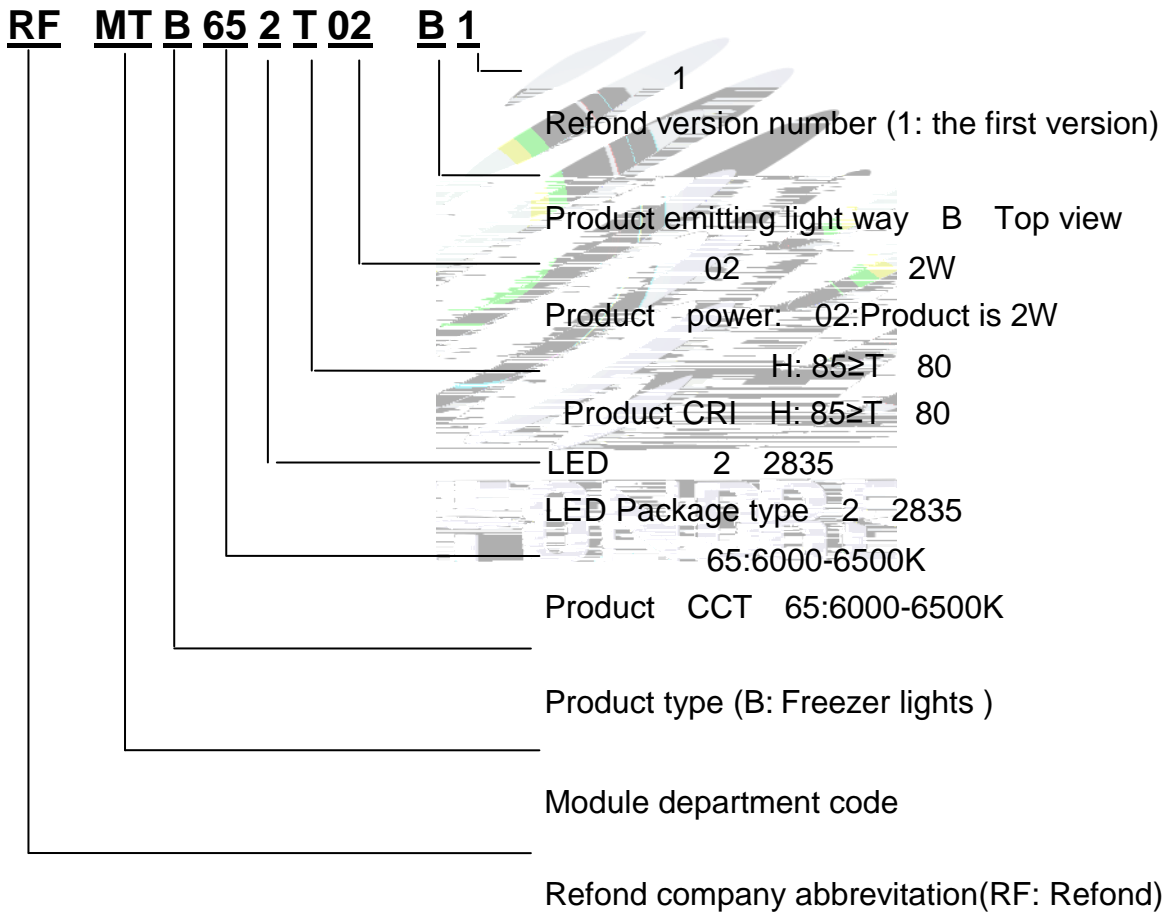 RF MT B 65 2 T 02 B 1
1
Refond version number (1: the first version)
Product emitting light way B Top view
02 2W
Product power: 02:Product is 2W
H: 85≥T 80
Product CRI H: 85≥T 80
LED 2 2835
LED Package type 2 2835
65:6000-6500K
Product CCT 65:6000-6500K
Product type (B: Freezer lights )
Module department code
Refond company abbrevitation(RF: Refond)